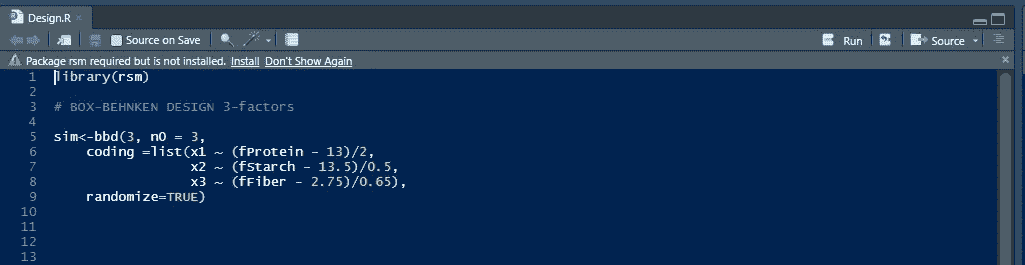 Design.R
Source on Save Run Source
Package rsm required but is not installed. Install Don't Show Again
1 library(rsm)
2
3 # BOX-BEHNKEN DESIGN 3-factors
4
5 sim<-bbd(3, n0 = 3,
6 coding =list(x1 ~ (fProtein - 13)/2,
7 x2 ~ (fStarch - 13.5)/0.5,
8 x3 ~ (fFiber - 2.75)/0.65),
9 randomize=TRUE)
10
11
12
13